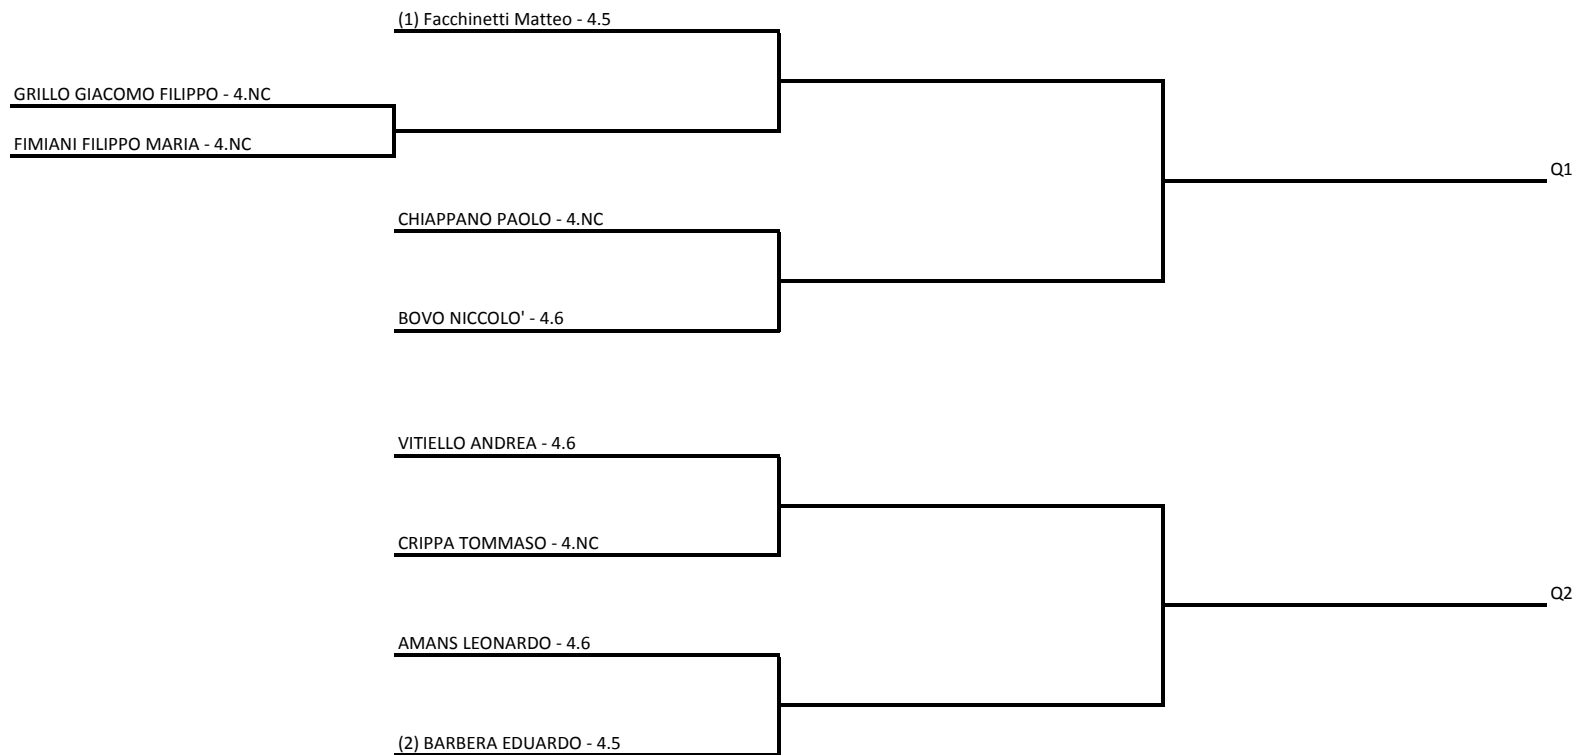 (1) Facchinetti Matteo - 4.5
GRILLO GIACOMO FILIPPO - 4.NC
FIMIANI FILIPPO MARIA - 4.NC
Q1
CHIAPPANO PAOLO - 4.NC
BOVO NICCOLO' - 4.6
VITIELLO ANDREA - 4.6
CRIPPA TOMMASO - 4.NC
Q2
AMANS LEONARDO - 4.6
(2) BARBERA EDUARDO - 4.5